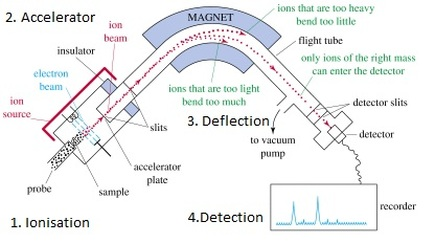 2. Accelerator
ion
beam
MAGNET
ions that are too heavy
bend too little
insulator
flight tube
electron
beam
only ions of the right mass
can enter the detector
ion
source
ions that are too light
bend too much
slits
detector slits
3. Deflection
to vacuum
pump
detector
probe
sample
accelerator
plate
1. Ionisation
4.Detection
recorder